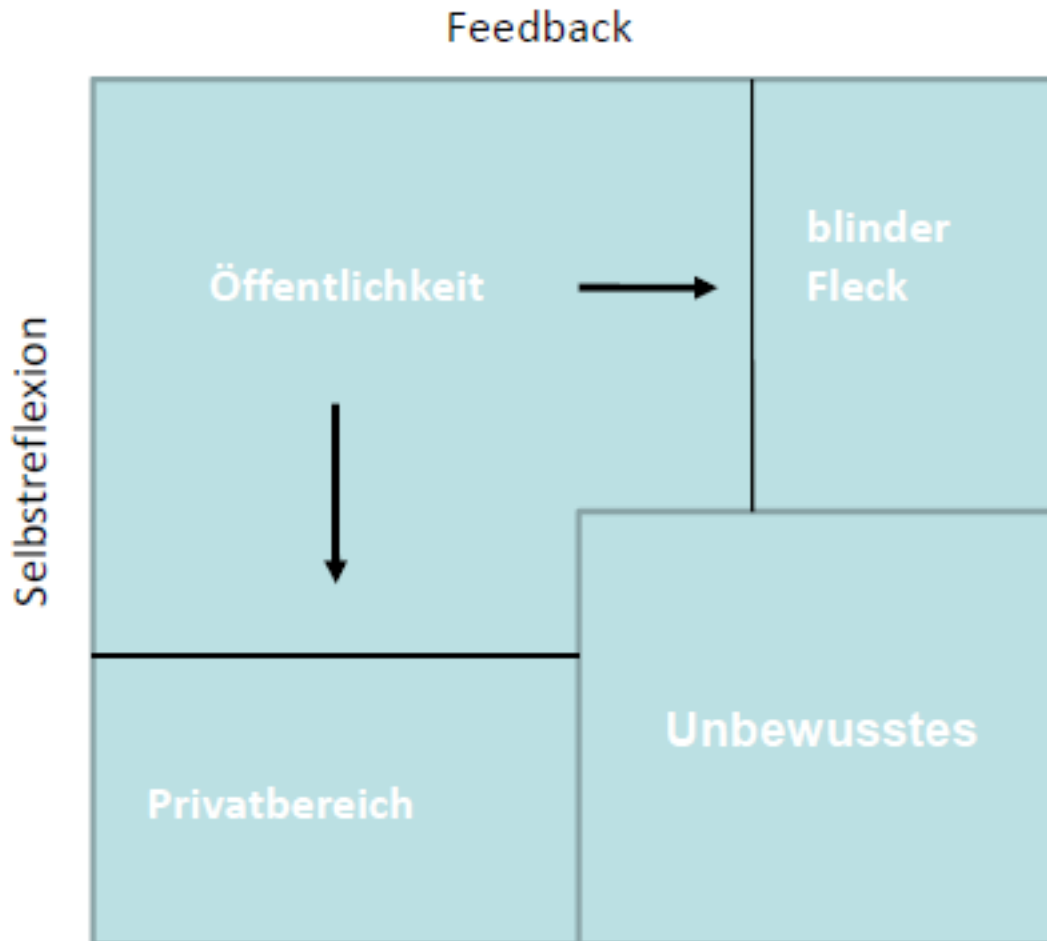 Feedback
blinder
Fleck
Öffentlichkeit
Selbstreflexion
Unbewusstes
Privatbereich